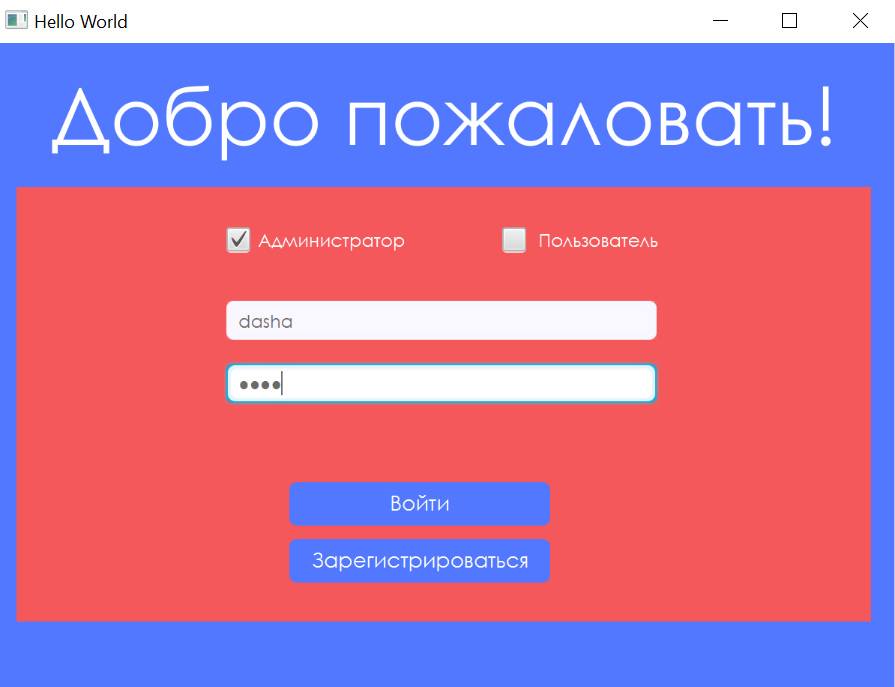 Hello World
Добро пожаловать!
Администратор Пользователь
dasha
••••
Войти
Зарегистрироваться